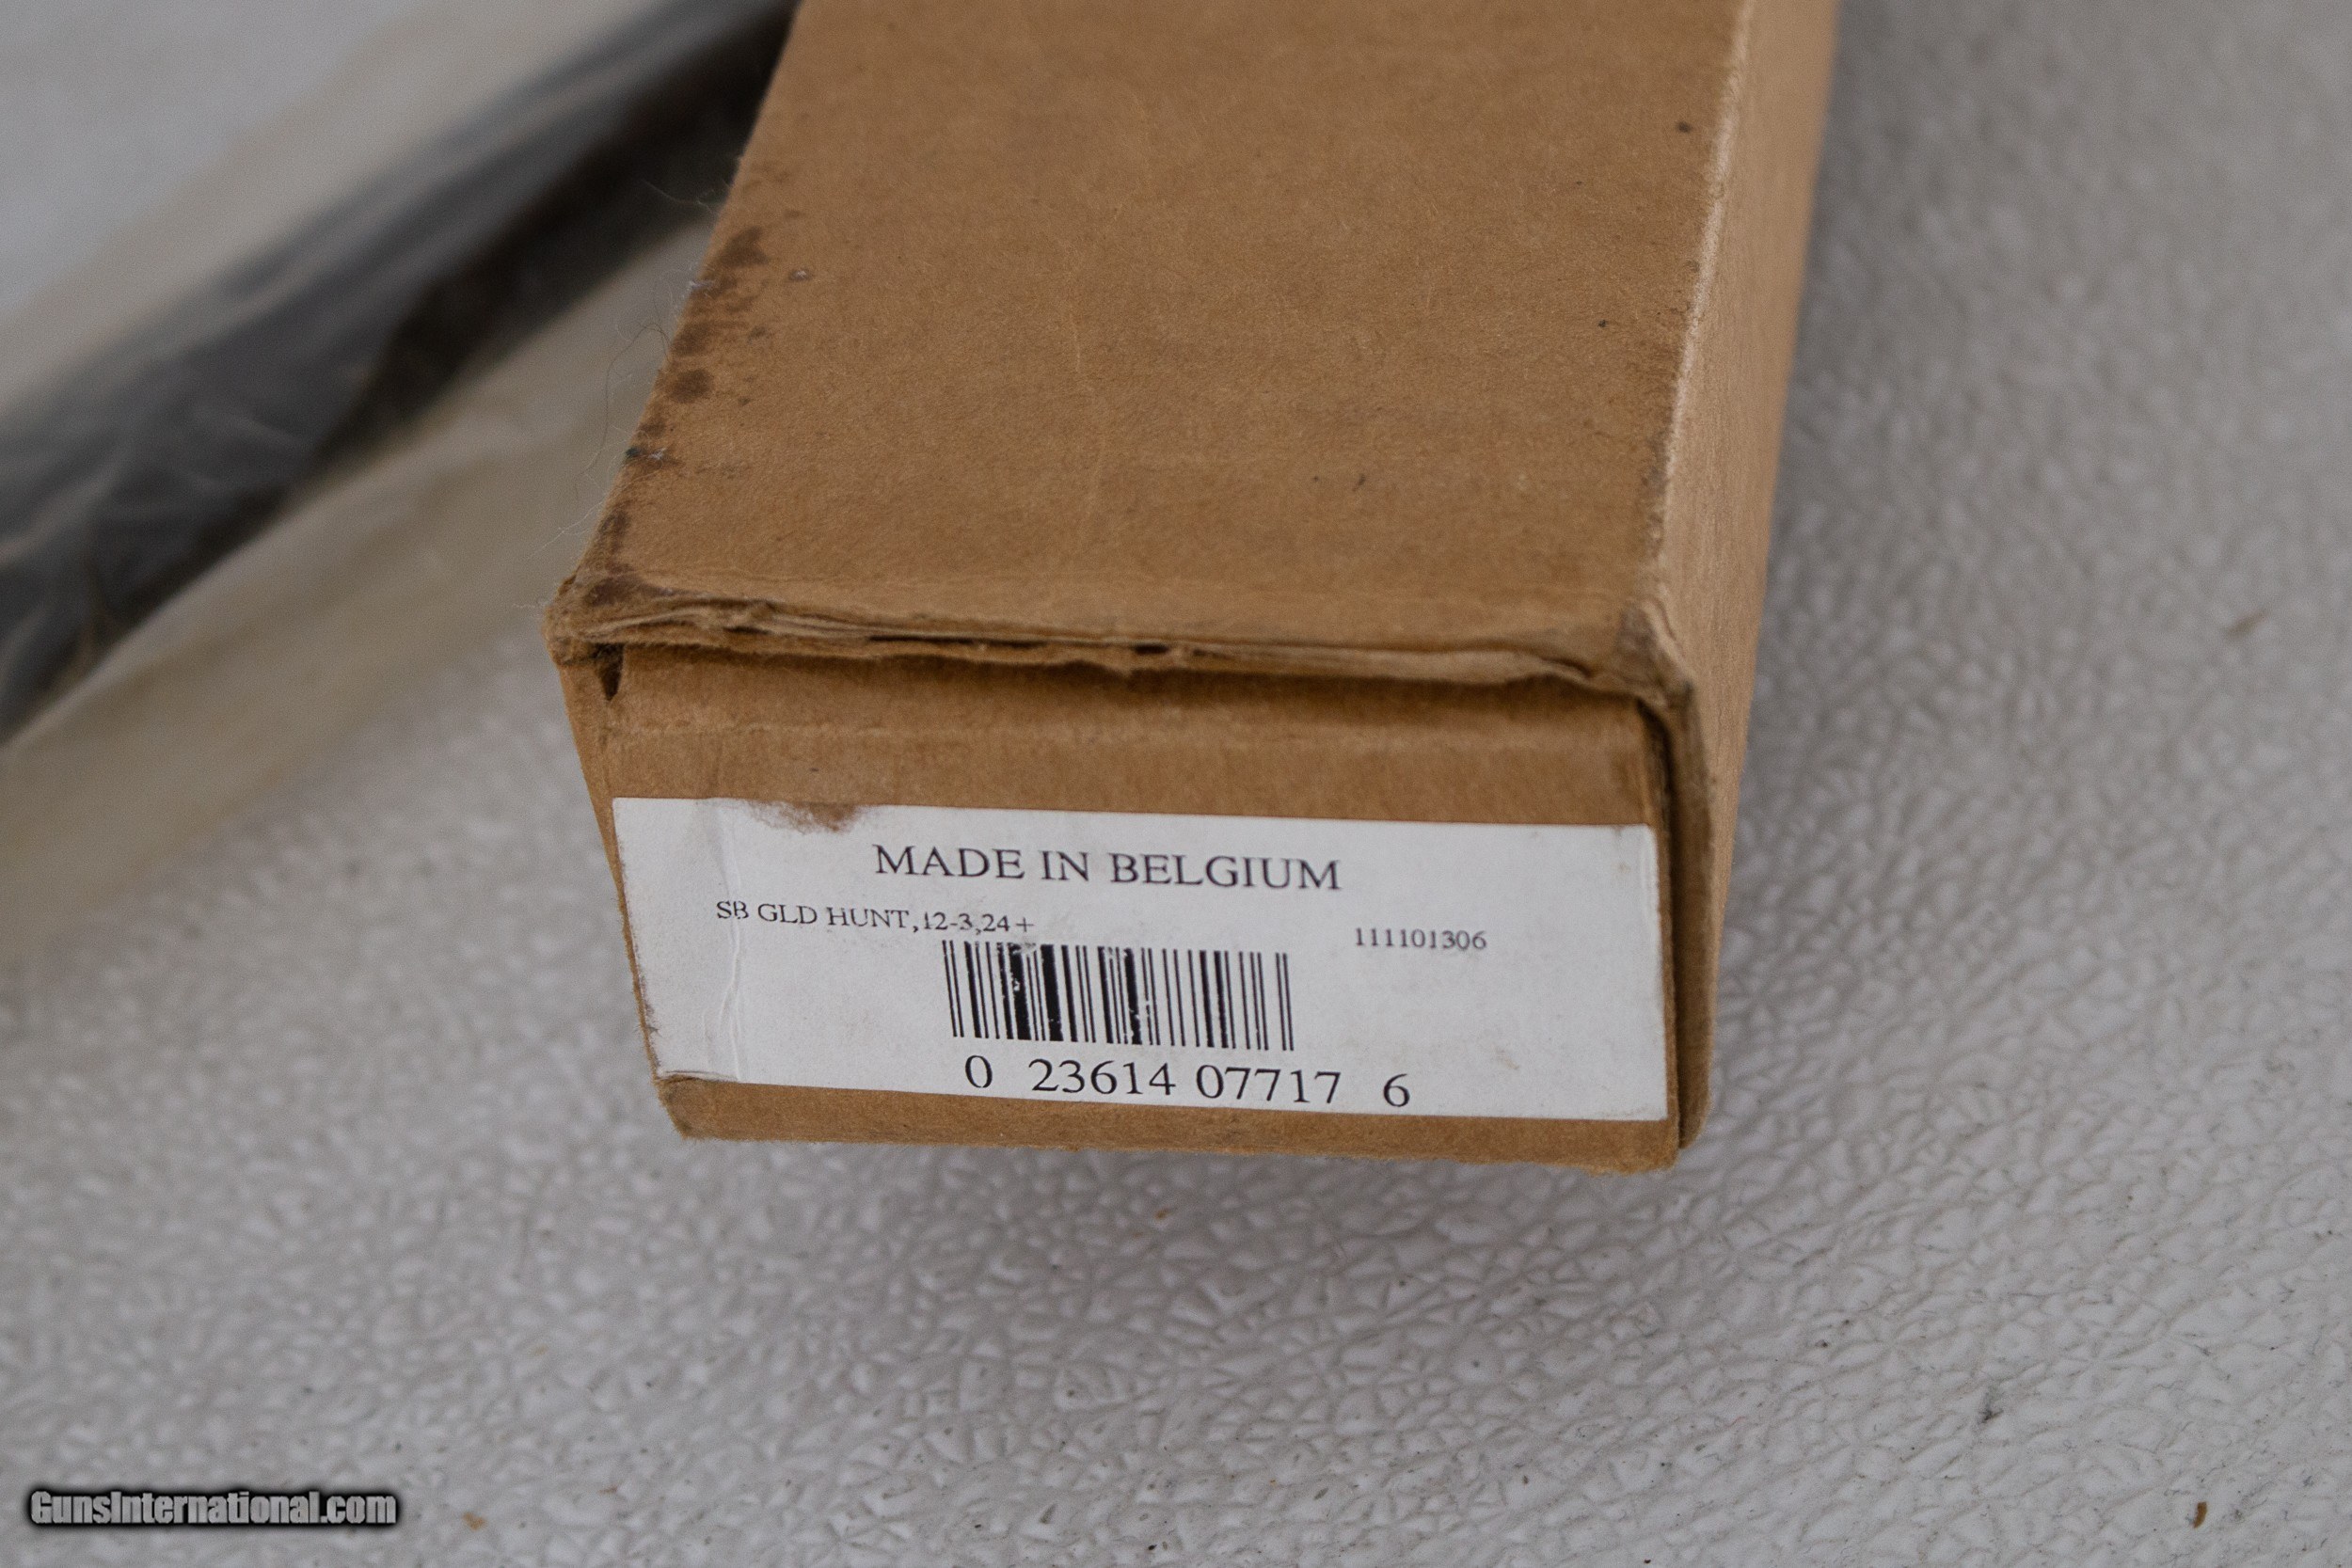 MADE IN BELGIUM
SB GLD HUNT,12-3,24+
111101306
0 23614 07717 6
GunsInternational.com